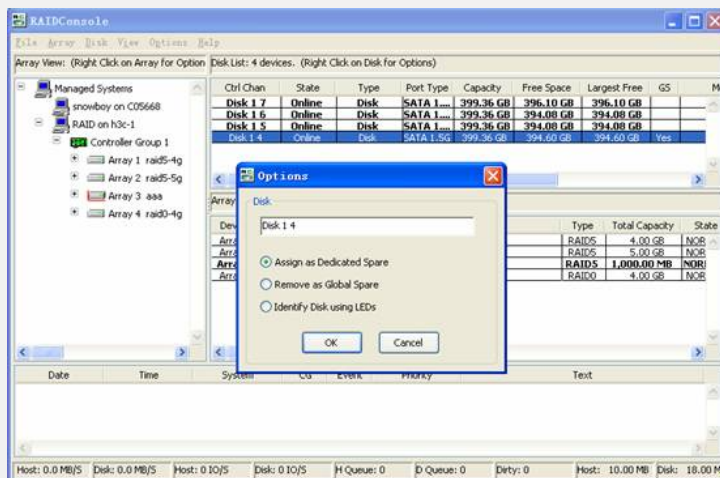 RAIDConsole
File Array Disk View Options Help
Array View: (Right Click on Array for Option
Disk List: 4 devices. (Right Click on Disk for Options)
Managed Systems
snowboy on C05668
RAID on h3c-1
Controller Group 1
Array 1 raid5-4g
Array 2 raid5-5g
Array 3 aaa
Array 4 raid0-4g
Ctrl Chan State Type Port Type Capacity Free Space Largest Free GS
Disk 1 7 Online Disk SATA 1.... 399.36 GB 396.10 GB 396.10 GB
Disk 1 6 Online Disk SATA 1.... 399.36 GB 394.08 GB 394.08 GB
Disk 1 5 Online Disk SATA 1.... 399.36 GB 394.08 GB 394.08 GB
Disk 1 4 Online Disk SATA 1.5G 399.36 GB 394.60 GB 394.60 GB Yes
Array
Type Total Capacity State
RAID5 4.00 GB NOR
RAID5 5.00 GB NOR
RAID5 1,000.00 MB NOR
RAID0 4.00 GB NOR
Options
Disk
Disk 1 4
Assign as Dedicated Spare
Remove as Global Spare
Identify Disk using LEDs
OK Cancel
Date Time System CG Event Priority Text
Host: 0.0 MB/S Disk: 0.0 MB/S Host: 0 IO/S Disk: 0 IO/S H Queue: 0 D Queue: 0 Dirty: 0 Host: 10.00 MB Disk: 18.00 M